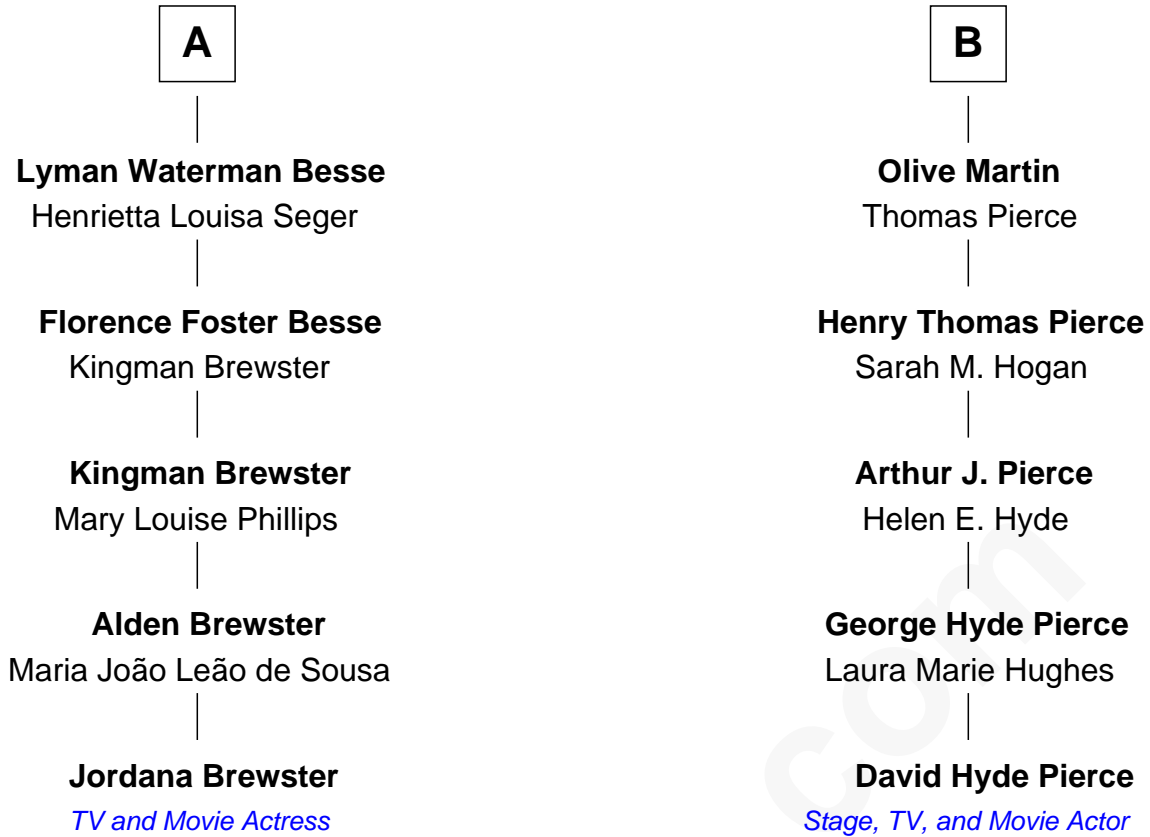 A
Lyman Waterman Besse
Henrietta Louisa Seger
Florence Foster Besse
Kingman Brewster
Kingman Brewster
Mary Louise Phillips
Alden Brewster
Maria João Leão de Sousa
Jordana Brewster
TV and Movie Actress
B
Olive Martin
Thomas Pierce
Henry Thomas Pierce
Sarah M. Hogan
Arthur J. Pierce
Helen E. Hyde
George Hyde Pierce
Laura Marie Hughes
David Hyde Pierce
Stage, TV, and Movie Actor
com